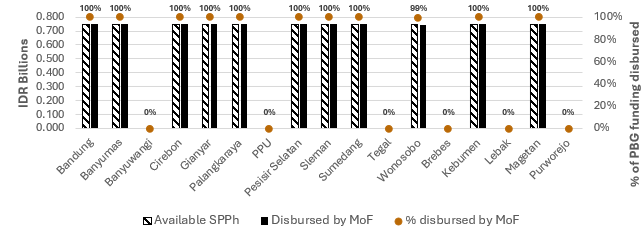 100% 100% 100% 100% 100% 100% 100% 100% 99% 100% 100%
0% 0% 0% 0% 0% 0%
0.800
0.700
0.600
0.500
0.400
0.300
0.200
0.100
0.000
IDR Billions
100%
80%
60%
40%
20%
0%
% of PBG funding disbursed
Bandung
Banyumas
Banyuwangi
Cirebon
Gianyar
Palangkaraya
PPU
Pesisir Selatan
Sleman
Sumedang
Tegal
Wonosobo
Brebes
Kebumen
Lebak
Magetan
Purworejo
Available SPPh Disbursed by MoF % disbursed by MoF